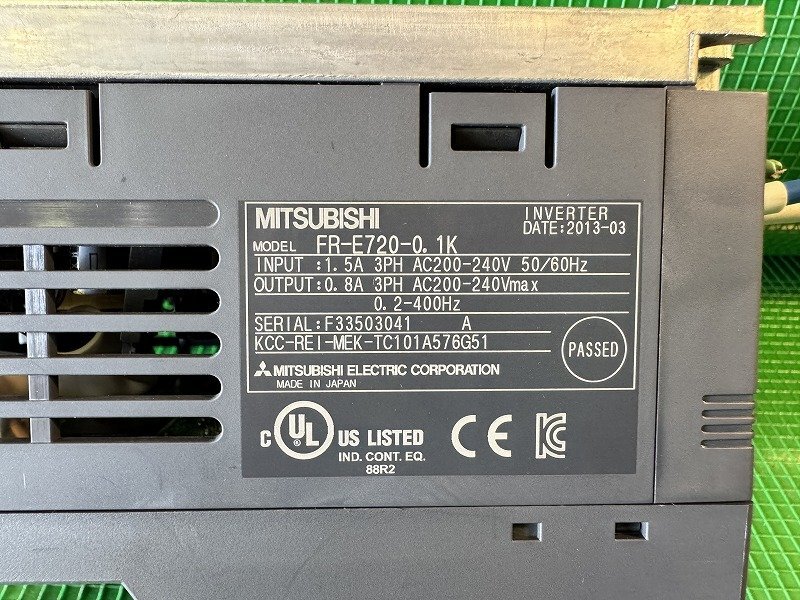 MITSUBISHI
INVERTER
DATE:2013-03
MODEL FR-E720-0.1K
INPUT :1.5A 3PH AC200-240V 50/60Hz
OUTPUT:0.8A 3PH AC200-240Vmax
0.2-400Hz
SERIAL:F33503041 A
KCC-REI-MEK-TC101A576G51
PASSED
MITSUBISHI ELECTRIC CORPORATION
MADE IN JAPAN
C UL ® US LISTED
IND. CONT. EQ.
88R2
CE
KC